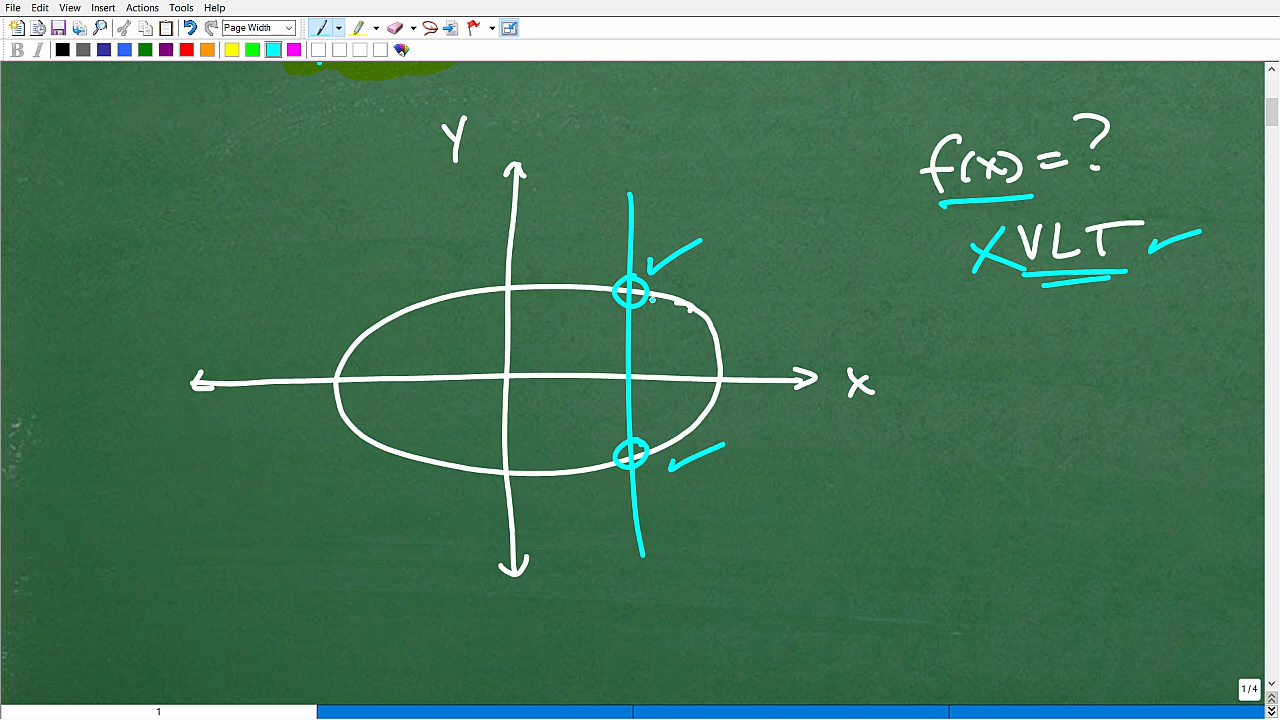 File Edit View Insert Actions Tools Help
Page Width
B I
Y
f(x) = ?
X VLT ✓
✓
x
✓
1/4
1